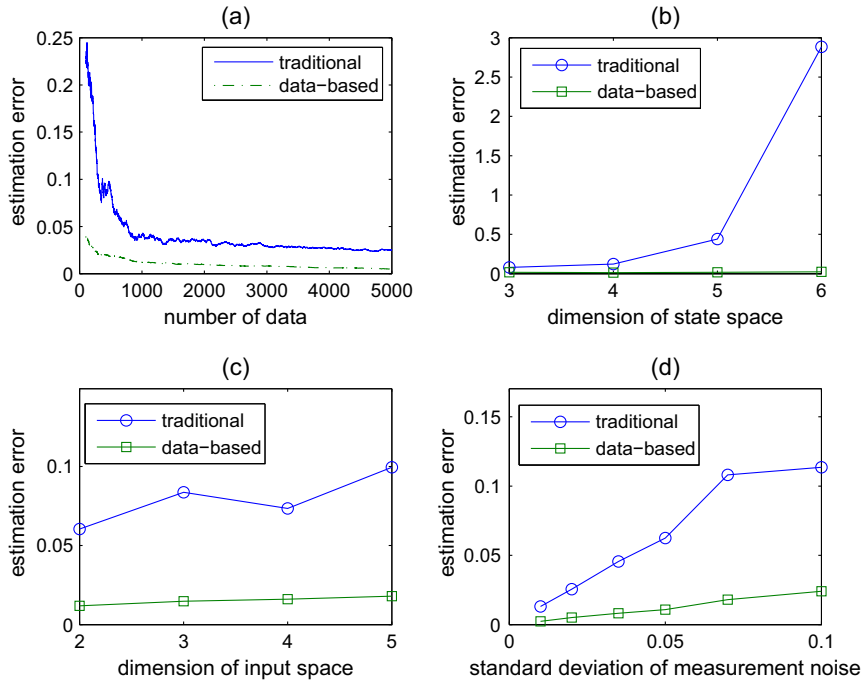 (a)
estimation error
0.25
0.2
0.15
0.1
0.05
0
traditional
data-based
0 1000 2000 3000 4000 5000
number of data
(b)
estimation error
3
2.5
2
1.5
1
0.5
0
traditional
data-based
3 4 5 6
dimension of state space
(c)
estimation error
0.1
0.05
0
traditional
data-based
2 3 4 5
dimension of input space
(d)
estimation error
0.15
0.1
0.05
0
traditional
data-based
0 0.05 0.1
standard deviation of measurement noise